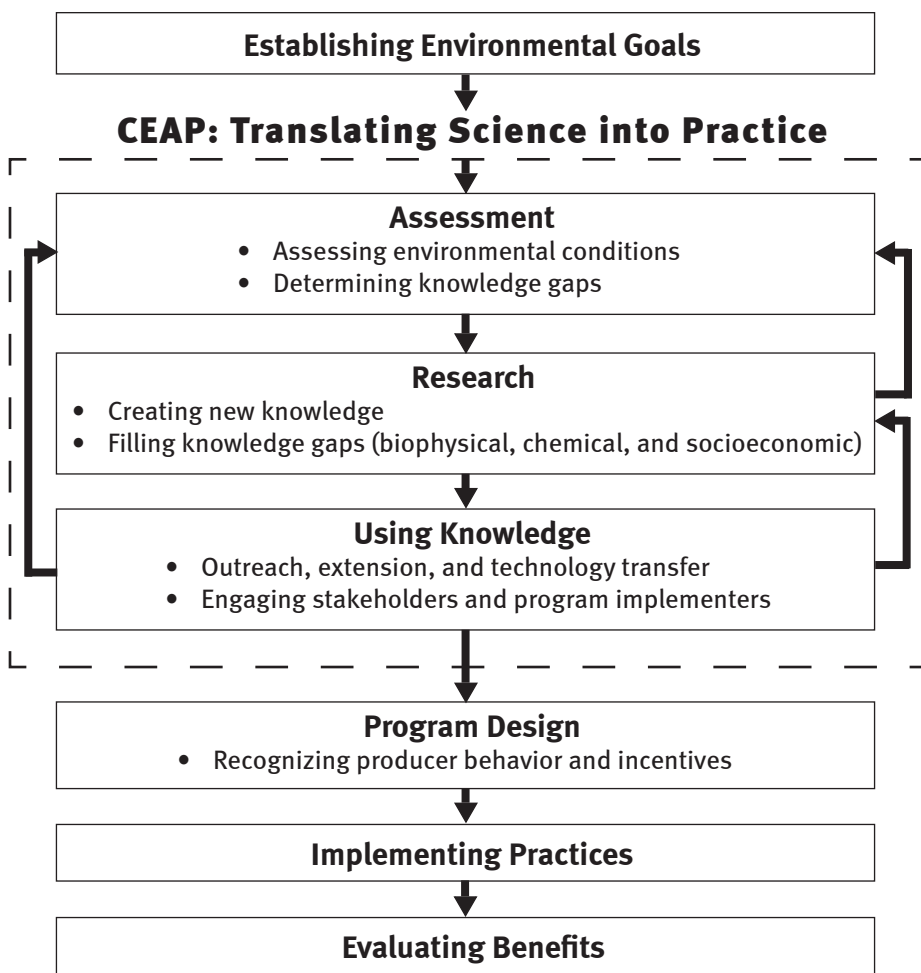 Establishing Environmental Goals
CEAP: Translating Science into Practice
Assessment
• Assessing environmental conditions
• Determining knowledge gaps
Research
• Creating new knowledge
• Filling knowledge gaps (biophysical, chemical, and socioeconomic)
Using Knowledge
• Outreach, extension, and technology transfer
• Engaging stakeholders and program implementers
Program Design
• Recognizing producer behavior and incentives
Implementing Practices
Evaluating Benefits